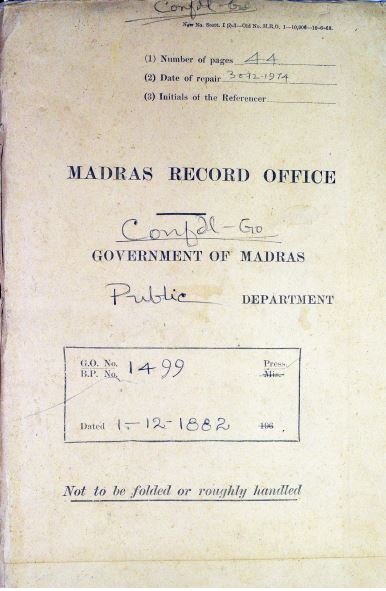 Confdl-Go
(1) Number of pages 44
(2) Date of repair 30-12-1974
(3) Initials of the Referencer
MADRAS RECORD OFFICE
Confdl-Go
GOVERNMENT OF MADRAS
Public DEPARTMENT
G.O. No. 1499 Press
B.P. No. Mis.
Dated 1-12-1882 196
Not to be folded or roughly handled